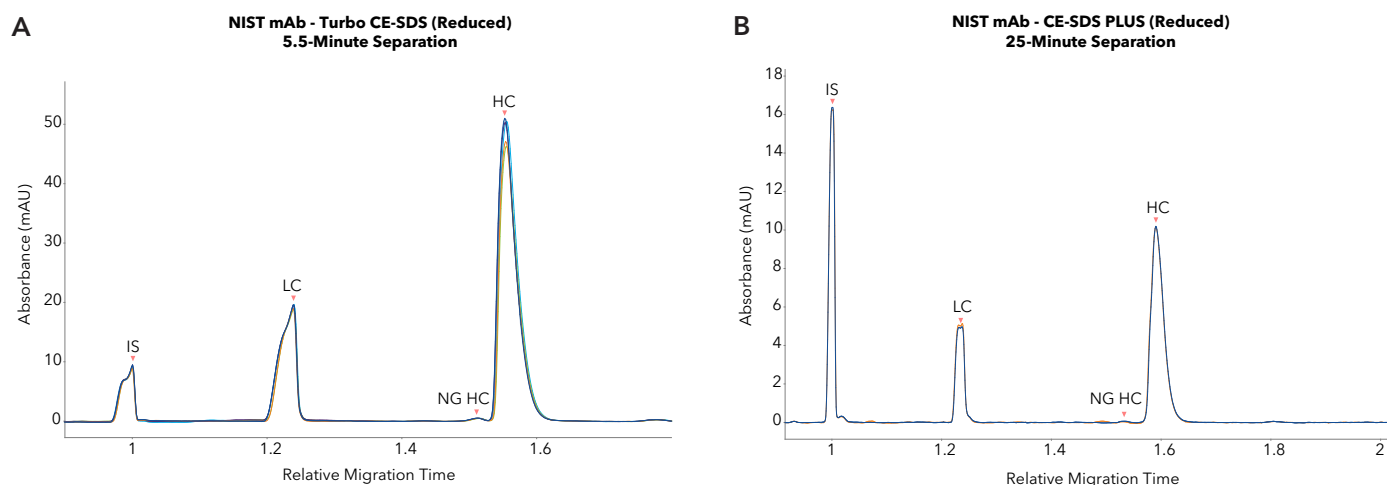 A
NIST mAb - Turbo CE-SDS (Reduced)
5.5-Minute Separation
Absorbance (mAU)
50
40
30
20
10
0
IS
LC
NG HC
HC
1
1.2
1.4
1.6
Relative Migration Time
B
NIST mAb - CE-SDS PLUS (Reduced)
25-Minute Separation
Absorbance (mAU)
18
16
14
12
10
8
6
4
2
0
IS
LC
NG HC
HC
1
1.2
1.4
1.6
1.8
2
Relative Migration Time